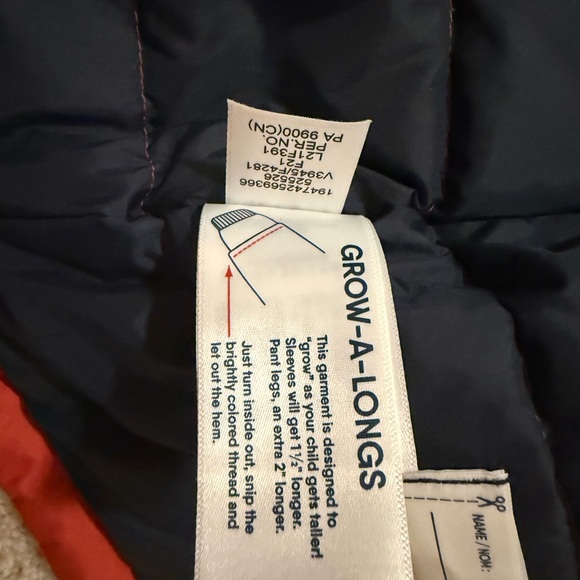 194742569366
525526
V3945/F4281
F21
L21F391
PER.NO.
PA 9900(CN)
GROW-A-LONGS
This garment is designed to
"grow" as your child gets taller!
Sleeves will get 1½" longer.
Pant legs, an extra 2" longer.
Just turn inside out, snip the
brightly colored thread and
let out the hem.
NAME / NOM: